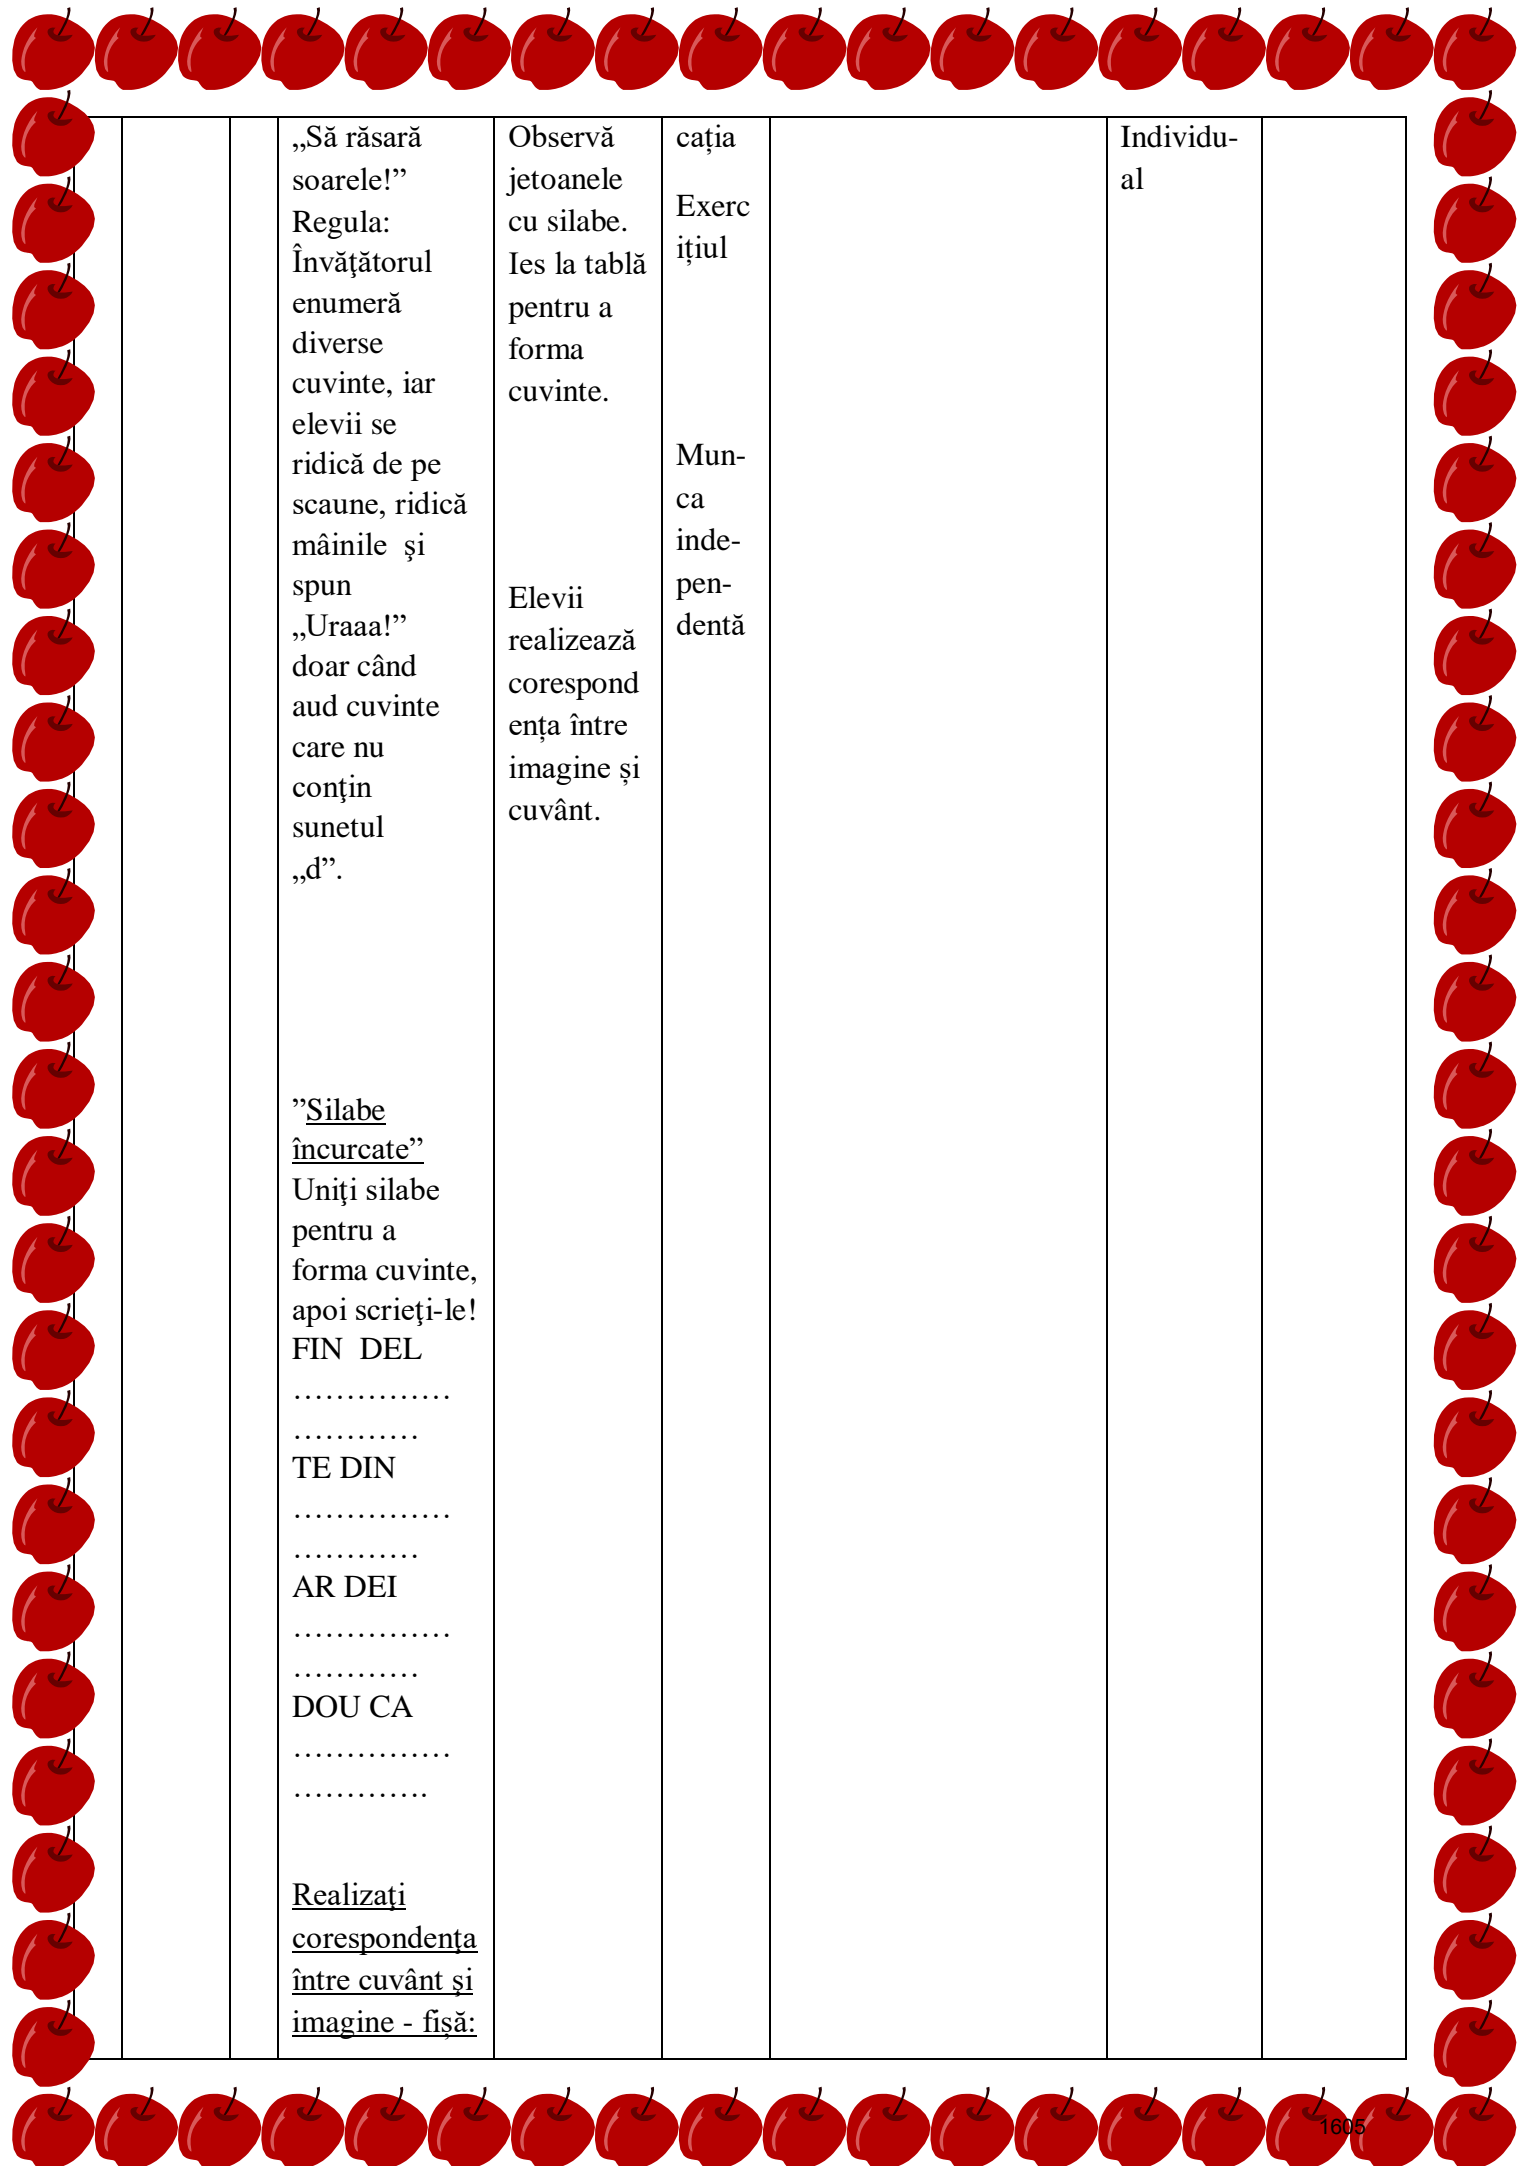 „Să răsară
soarele!”
Regula:
Învăţătorul
enumeră
diverse
cuvinte, iar
elevii se
ridică de pe
scaune, ridică
mâinile  şi
spun
„Uraaa!”
doar când
aud cuvinte
care nu
conţin
sunetul
„d”.
”Silabe
încurcate”
Uniţi silabe
pentru a
forma cuvinte,
apoi scrieţi-le!
FIN  DEL
……………
…………
TE DIN
……………
…………
AR DEI
……………
…………
DOU CA
……………
………….
Realizaţi
corespondenţa
între cuvânt şi
imagine - fișă:
Observă
jetoanele
cu silabe.
Ies la tablă
pentru a
forma
cuvinte.
Elevii
realizează
corespond
ența între
imagine și
cuvânt.
cația
Exerc
ițiul
Mun-
ca
inde-
pen-
dentă
Individu-
al
1605